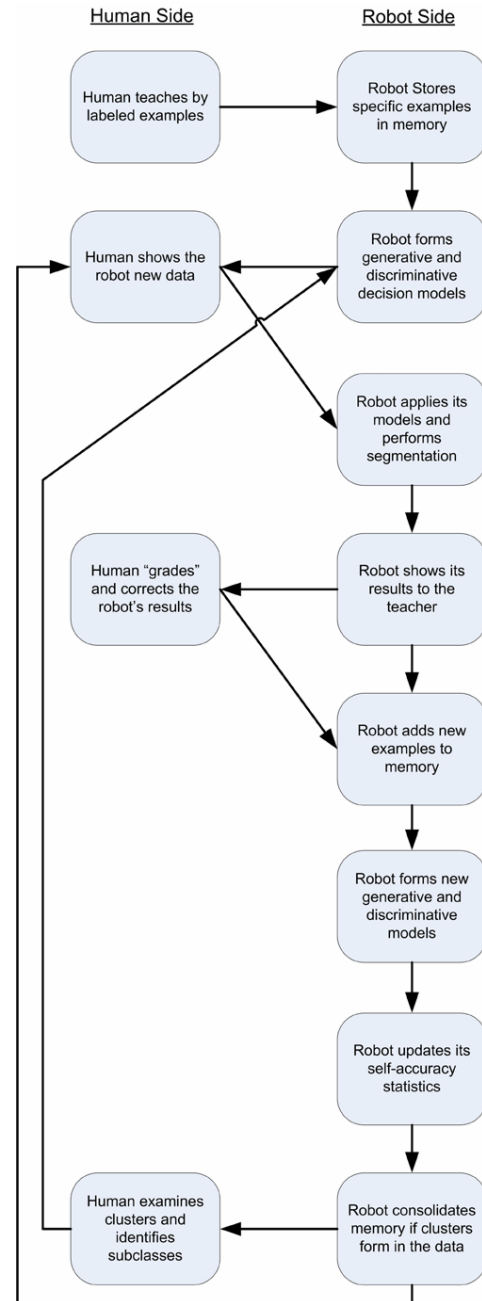 Human Side
Robot Side
Human teaches by
labeled examples
Robot Stores
specific examples
in memory
Human shows the
robot new data
Robot forms
generative and
discriminative
decision models
Robot applies its
models and
performs
segmentation
Human “grades”
and corrects the
robot’s results
Robot shows its
results to the
teacher
Robot adds new
examples to
memory
Robot forms new
generative and
discriminative
models
Robot updates its
self-accuracy
statistics
Human examines
clusters and
identifies
subclasses
Robot consolidates
memory if clusters
form in the data